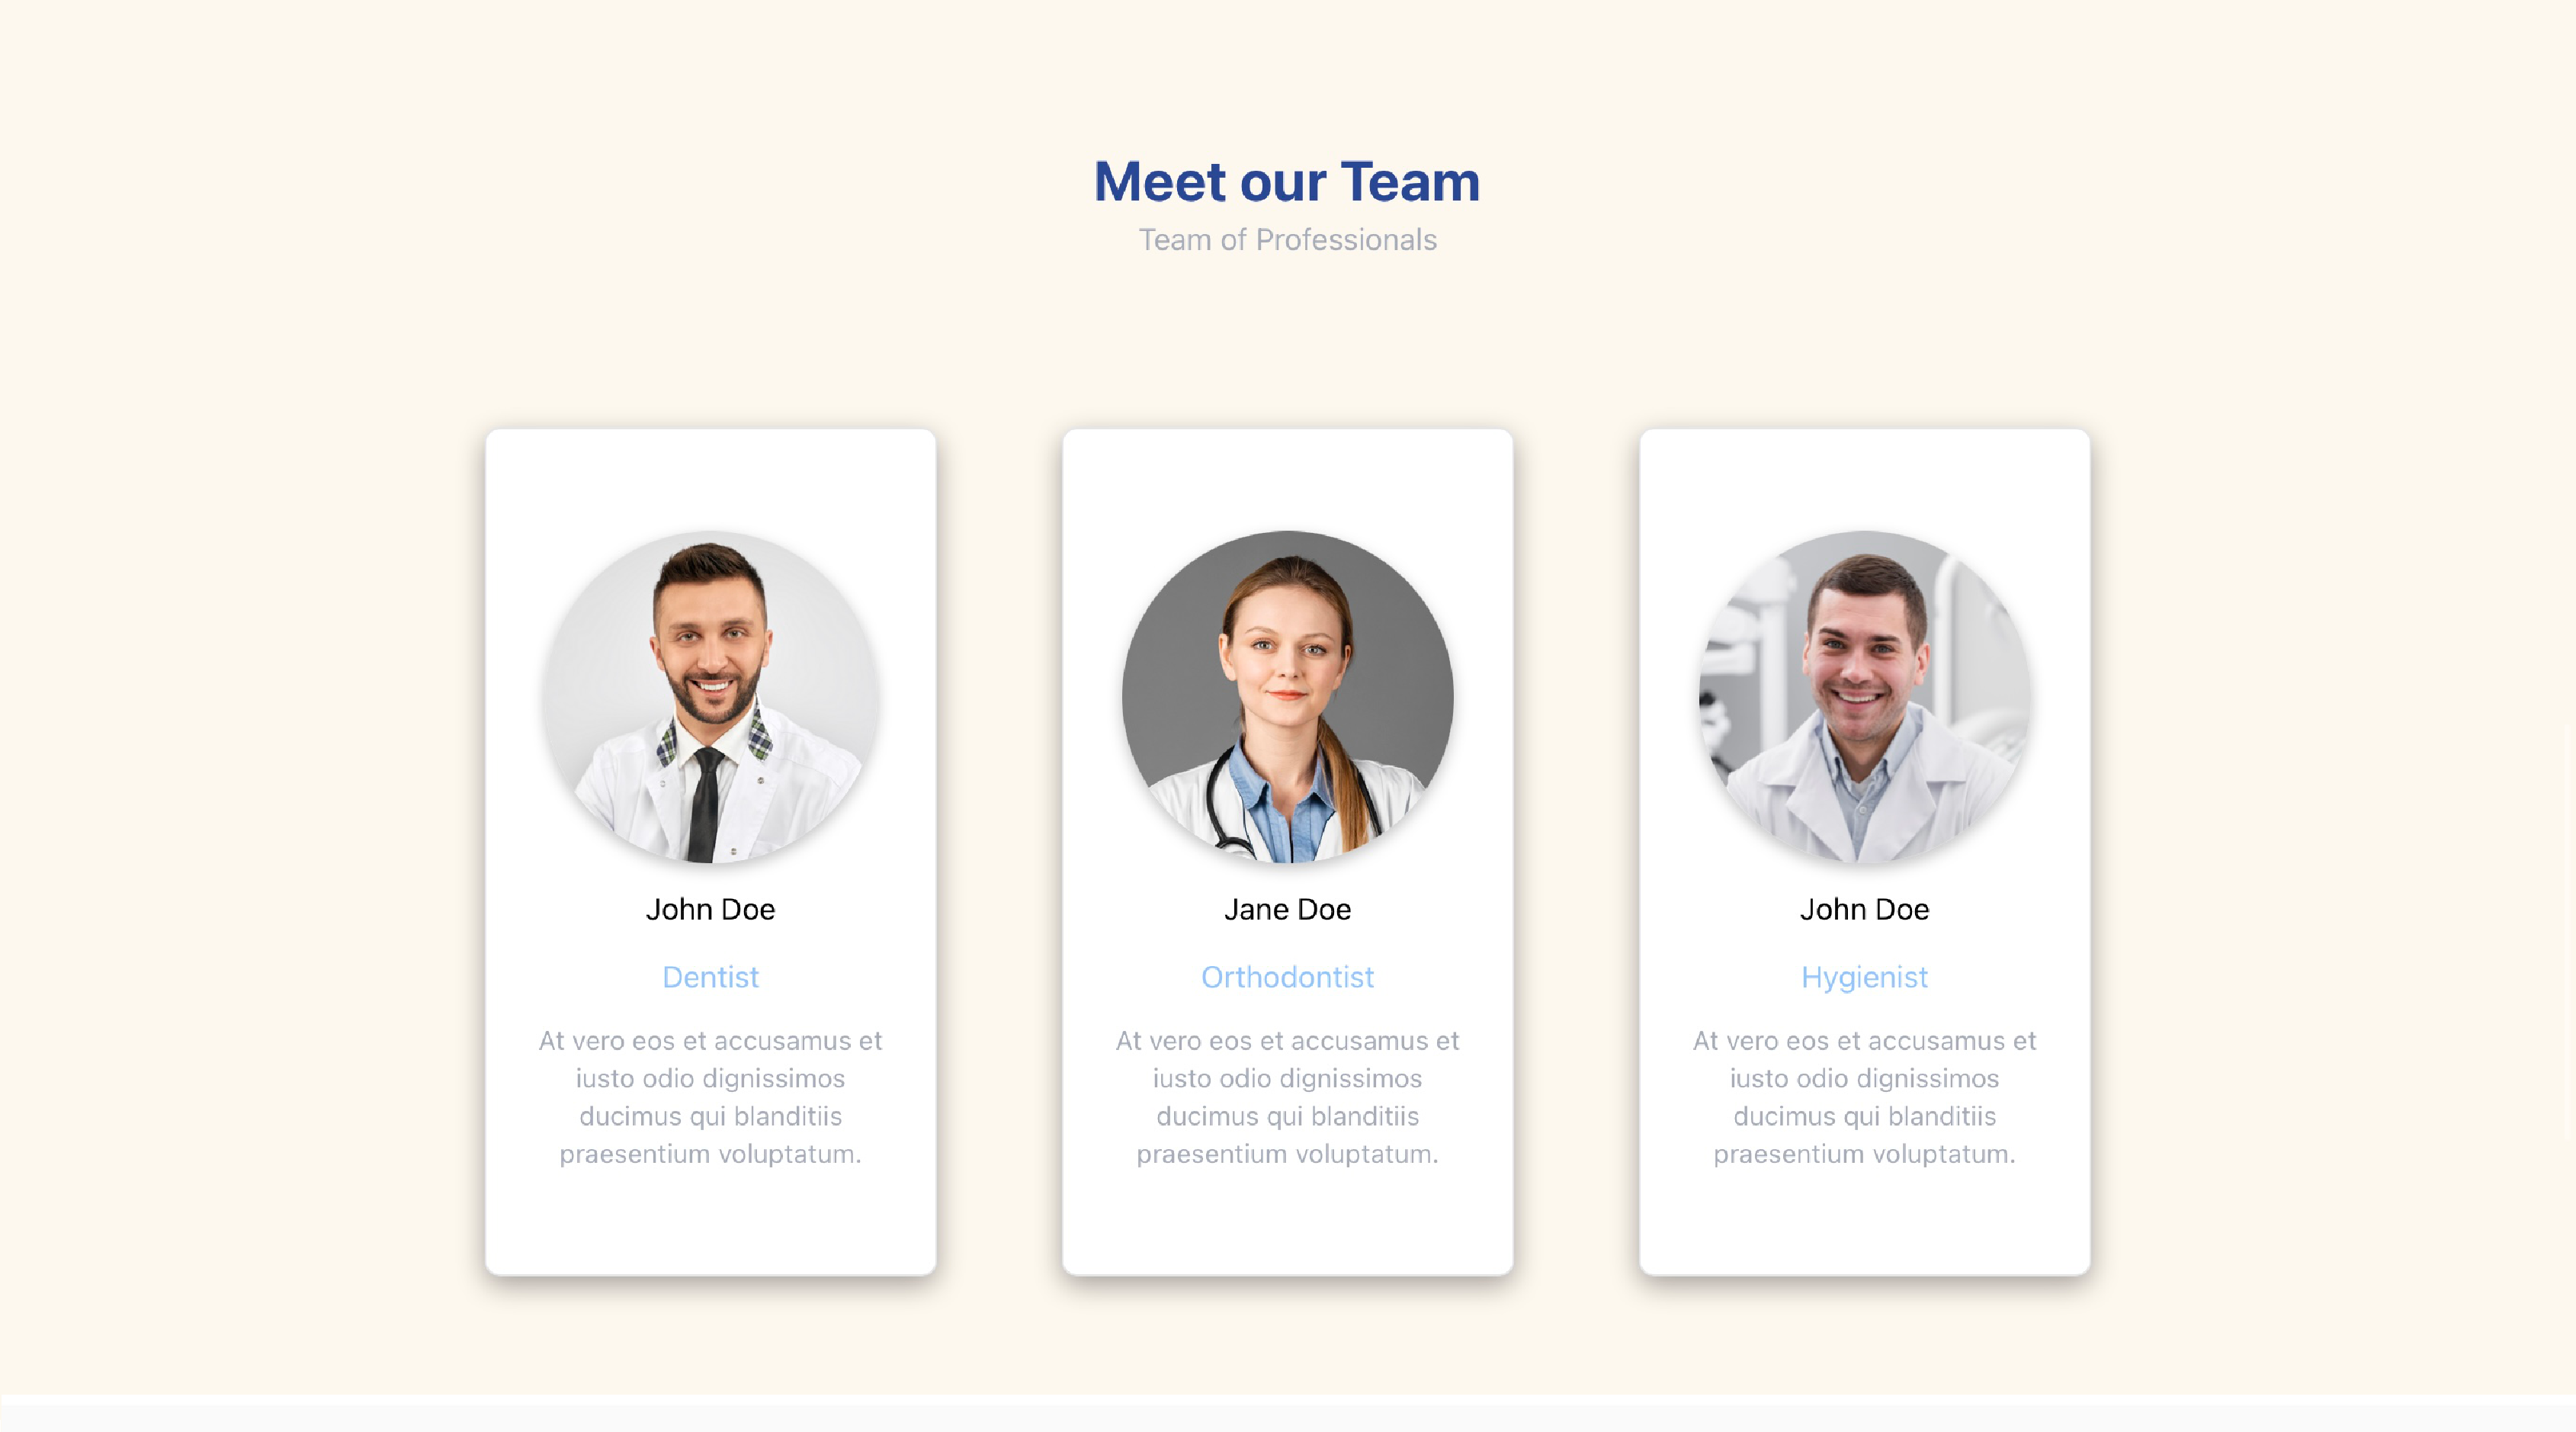 Meet our Team
Team of Professionals
John Doe
Dentist
At vero eos et accusamus et
iusto odio dignissimos
ducimus qui blanditiis
praesentium voluptatum.
Jane Doe
Orthodontist
At vero eos et accusamus et
iusto odio dignissimos
ducimus qui blanditiis
praesentium voluptatum.
John Doe
Hygienist
At vero eos et accusamus et
iusto odio dignissimos
ducimus qui blanditiis
praesentium voluptatum.